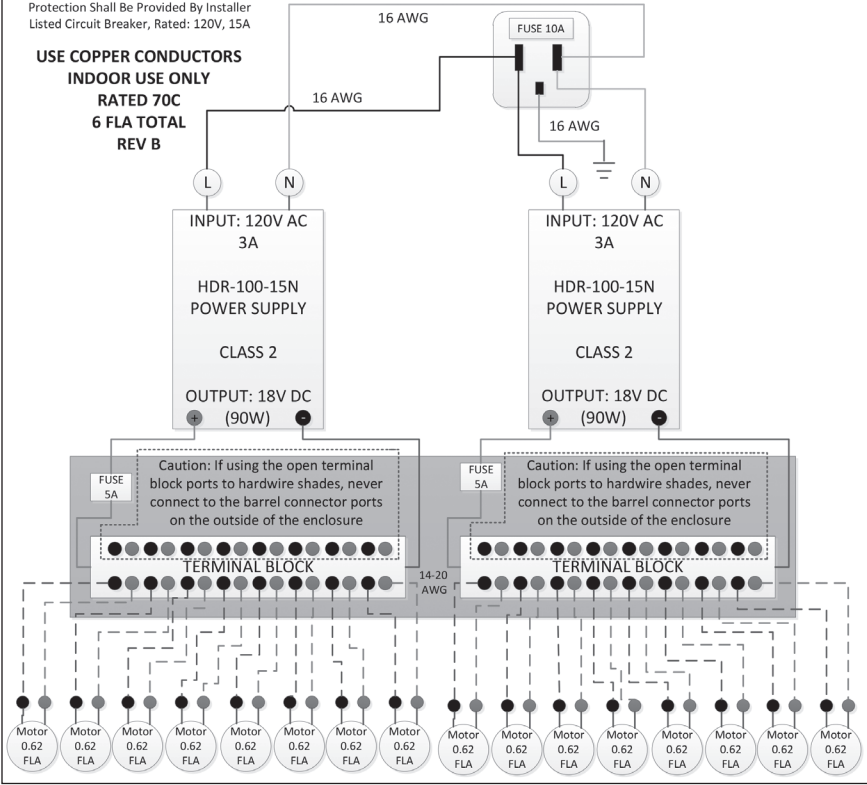 Protection Shall Be Provided By Installer
Listed Circuit Breaker, Rated: 120V, 15A
USE COPPER CONDUCTORS
INDOOR USE ONLY
RATED 70C
6 FLA TOTAL
REV B
16 AWG
FUSE 10A
16 AWG
16 AWG
L
N
L
N
INPUT: 120V AC
3A
HDR-100-15N
POWER SUPPLY
CLASS 2
OUTPUT: 18V DC
(90W)
+
-
INPUT: 120V AC
3A
HDR-100-15N
POWER SUPPLY
CLASS 2
OUTPUT: 18V DC
(90W)
+
-
FUSE
5A
Caution: If using the open terminal
block ports to hardwire shades, never
connect to the barrel connector ports
on the outside of the enclosure
FUSE
5A
Caution: If using the open terminal
block ports to hardwire shades, never
connect to the barrel connector ports
on the outside of the enclosure
TERMINAL BLOCK
14-20
AWG
TERMINAL BLOCK
Motor
0.62
FLA
Motor
0.62
FLA
Motor
0.62
FLA
Motor
0.62
FLA
Motor
0.62
FLA
Motor
0.62
FLA
Motor
0.62
FLA
Motor
0.62
FLA
Motor
0.62
FLA
Motor
0.62
FLA
Motor
0.62
FLA
Motor
0.62
FLA
Motor
0.62
FLA
Motor
0.62
FLA
Motor
0.62
FLA
Motor
0.62
FLA